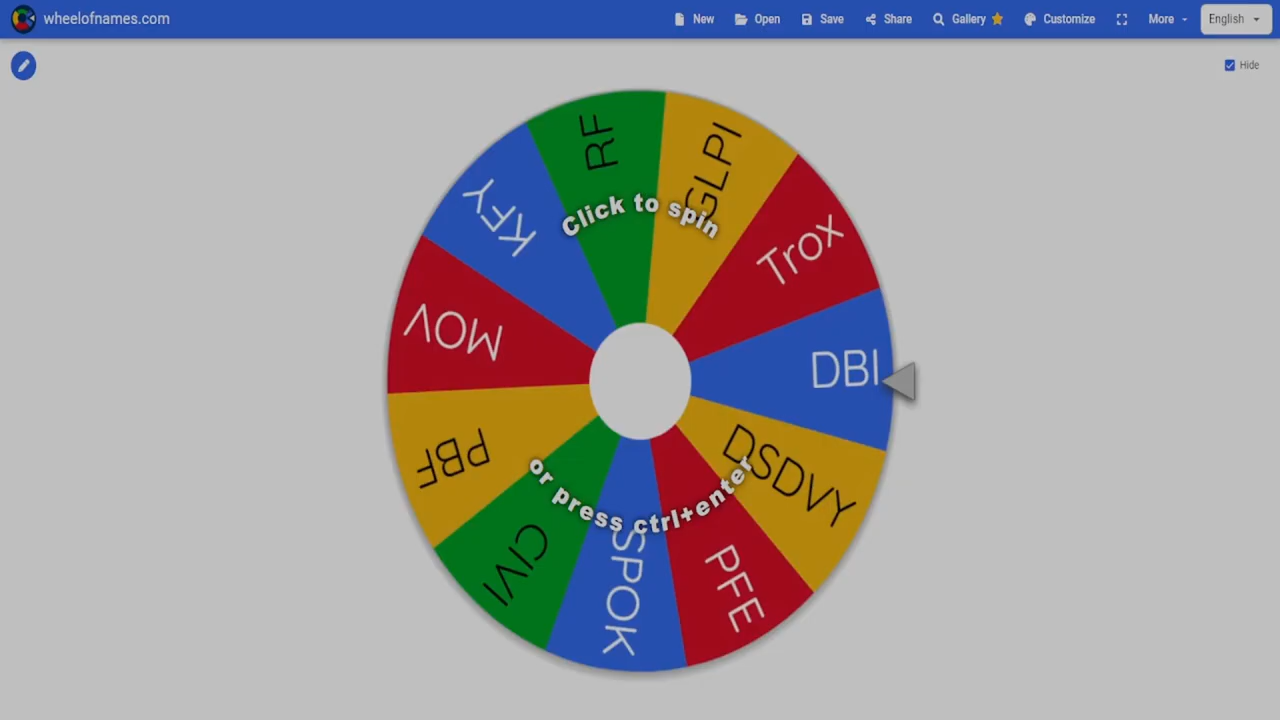 wheelofnames.com
New
Open
Save
Share
Gallery
Customize
More
English
Hide
RF
GLPI
Trox
DBI
DSDVY
PFE
SPOK
CIVI
PBF
MOV
KFY
Click to spin
or press ctrl+enter